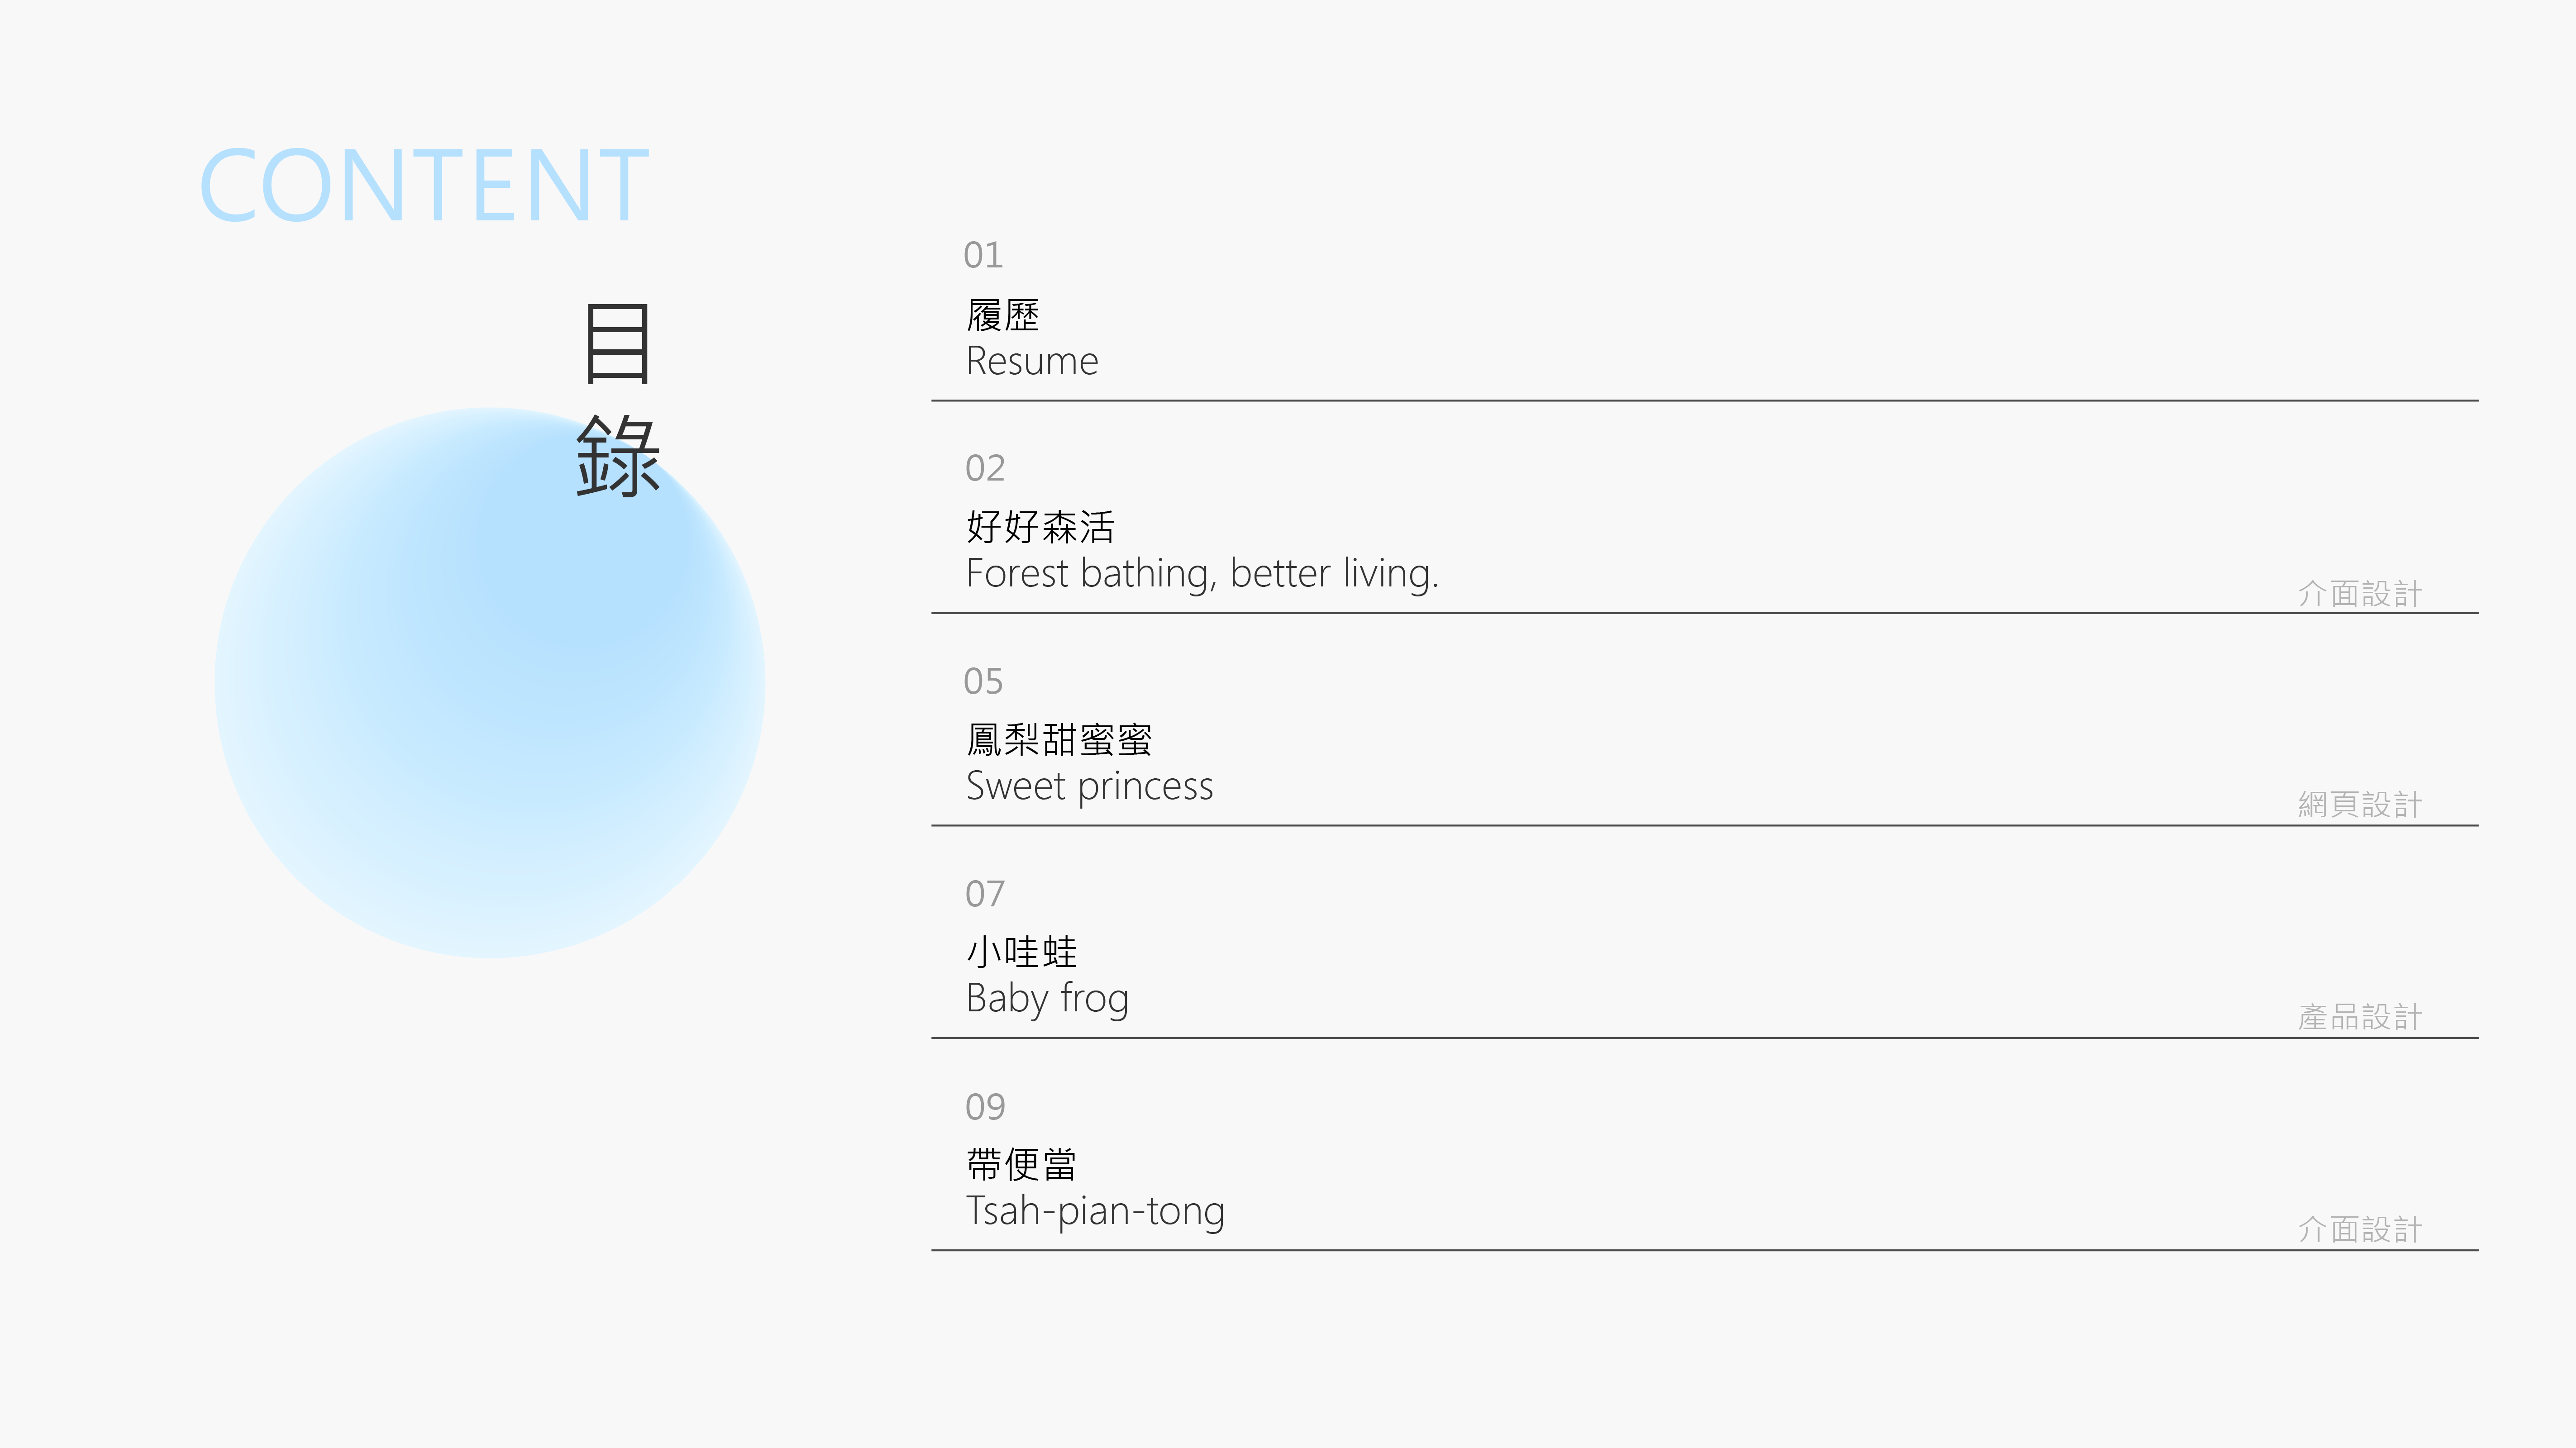 CONTENT
目錄
01
履歷
Resume
02
好好森活
Forest bathing, better living.
介面設計
05
鳳梨甜蜜蜜
Sweet princess
網頁設計
07
小哇蛙
Baby frog
產品設計
09
帶便當
Tsah-pian-tong
介面設計